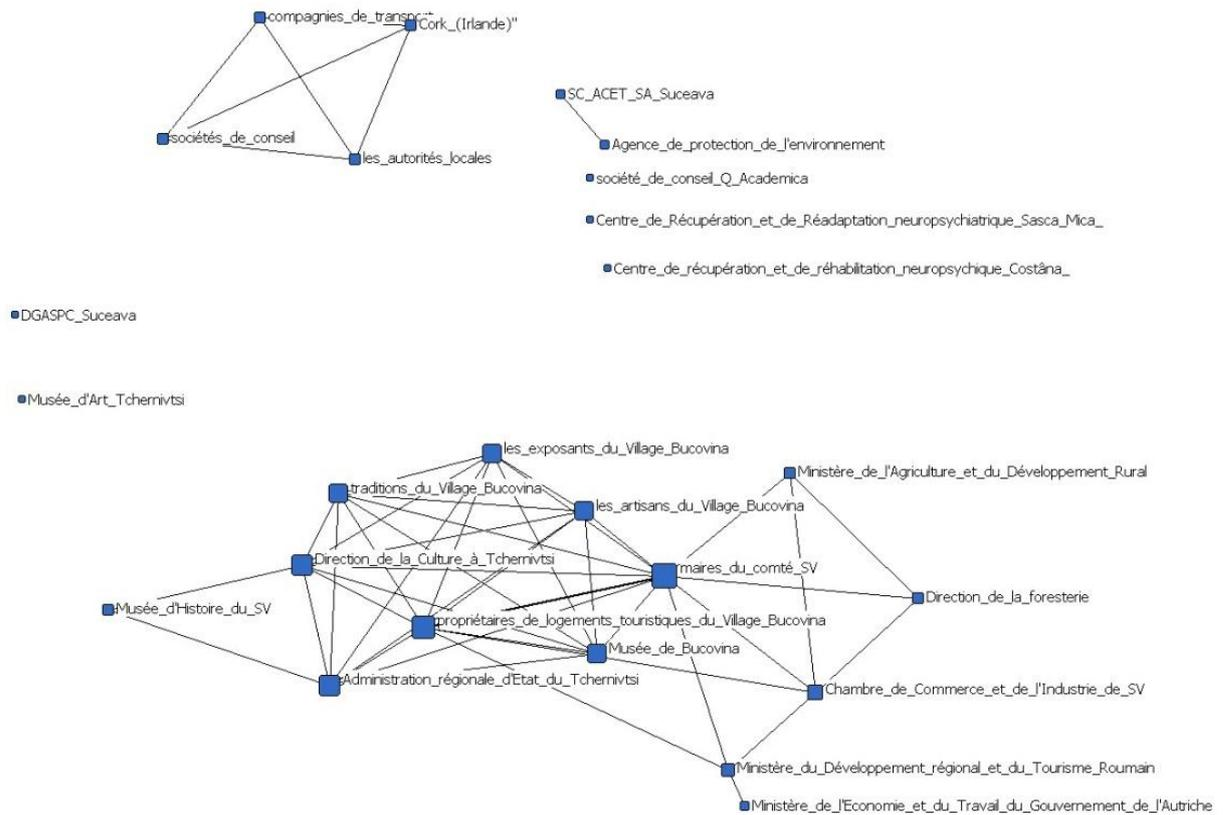 compagnies_de_transport
"Cork_(Irlande)"
sociétés_de_conseil
les_autorités_locales
SC_ACET_SA_Suceava
Agence_de_protection_de_l'environnement
société_de_conseil_Q_Academica
Centre_de_Récupération_et_de_Réadaptation_neuropsychiatrique_Sasca_Mica_
Centre_de_récupération_et_de_réhabilitation_neuropsychique_Costâna_
DGASPC_Suceava
Musée_d'Art_Tchernivtsi
les_exposants_du_Village_Bucovina
Ministère_de_l'Agriculture_et_du_Développement_Rural
traditions_du_Village_Bucovina
les_artisans_du_Village_Bucovina
Direction_de_la_Culture_à_Tchernivtsi
maires_du_comté_SV
Direction_de_la_foresterie
Musée_d'Histoire_du_SV
propriétaires_de_logements_touristiques_du_Village_Bucovina
Musée_de_Bucovina
Administration_régionale_d'Etat_du_Tchernivtsi
Chambre_de_Commerce_et_de_l'Industrie_de_SV
Ministère_du_Développement_régional_et_du_Tourisme_Roumain
Ministère_de_l'Economie_et_du_Travail_du_Gouvernement_de_l'Autriche